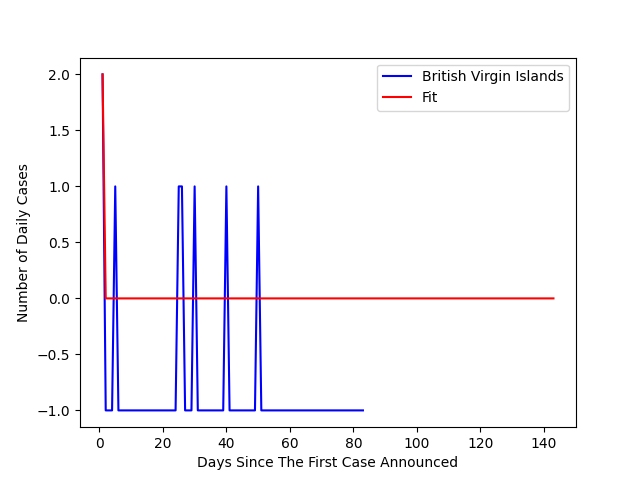 British Virgin Islands
Fit
Number of Daily Cases
2.0
1.5
1.0
0.5
0.0
−0.5
−1.0
0 20 40 60 80 100 120 140
Days Since The First Case Announced